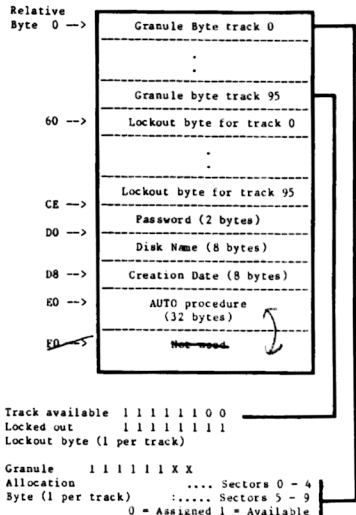 Relative
Byte 0 -->
Granule Byte track 0
:
Granule byte track 95
60 -->
Lockout byte for track 0
:
Lockout byte for track 95
CE -->
Password (2 bytes)
D0 -->
Disk Name (8 bytes)
D8 -->
Creation Date (8 bytes)
E0 -->
AUTO procedure
(32 bytes)
E0 -->
Not used
Track available 1 1 1 1 1 1 0 0
Locked out 1 1 1 1 1 1 1 1
Lockout byte (1 per track)
Granule 1 1 1 1 1 1 X X
Allocation .... Sectors 0 - 4
Byte (1 per track) :..... Sectors 5 - 9
0 = Assigned 1 = Available